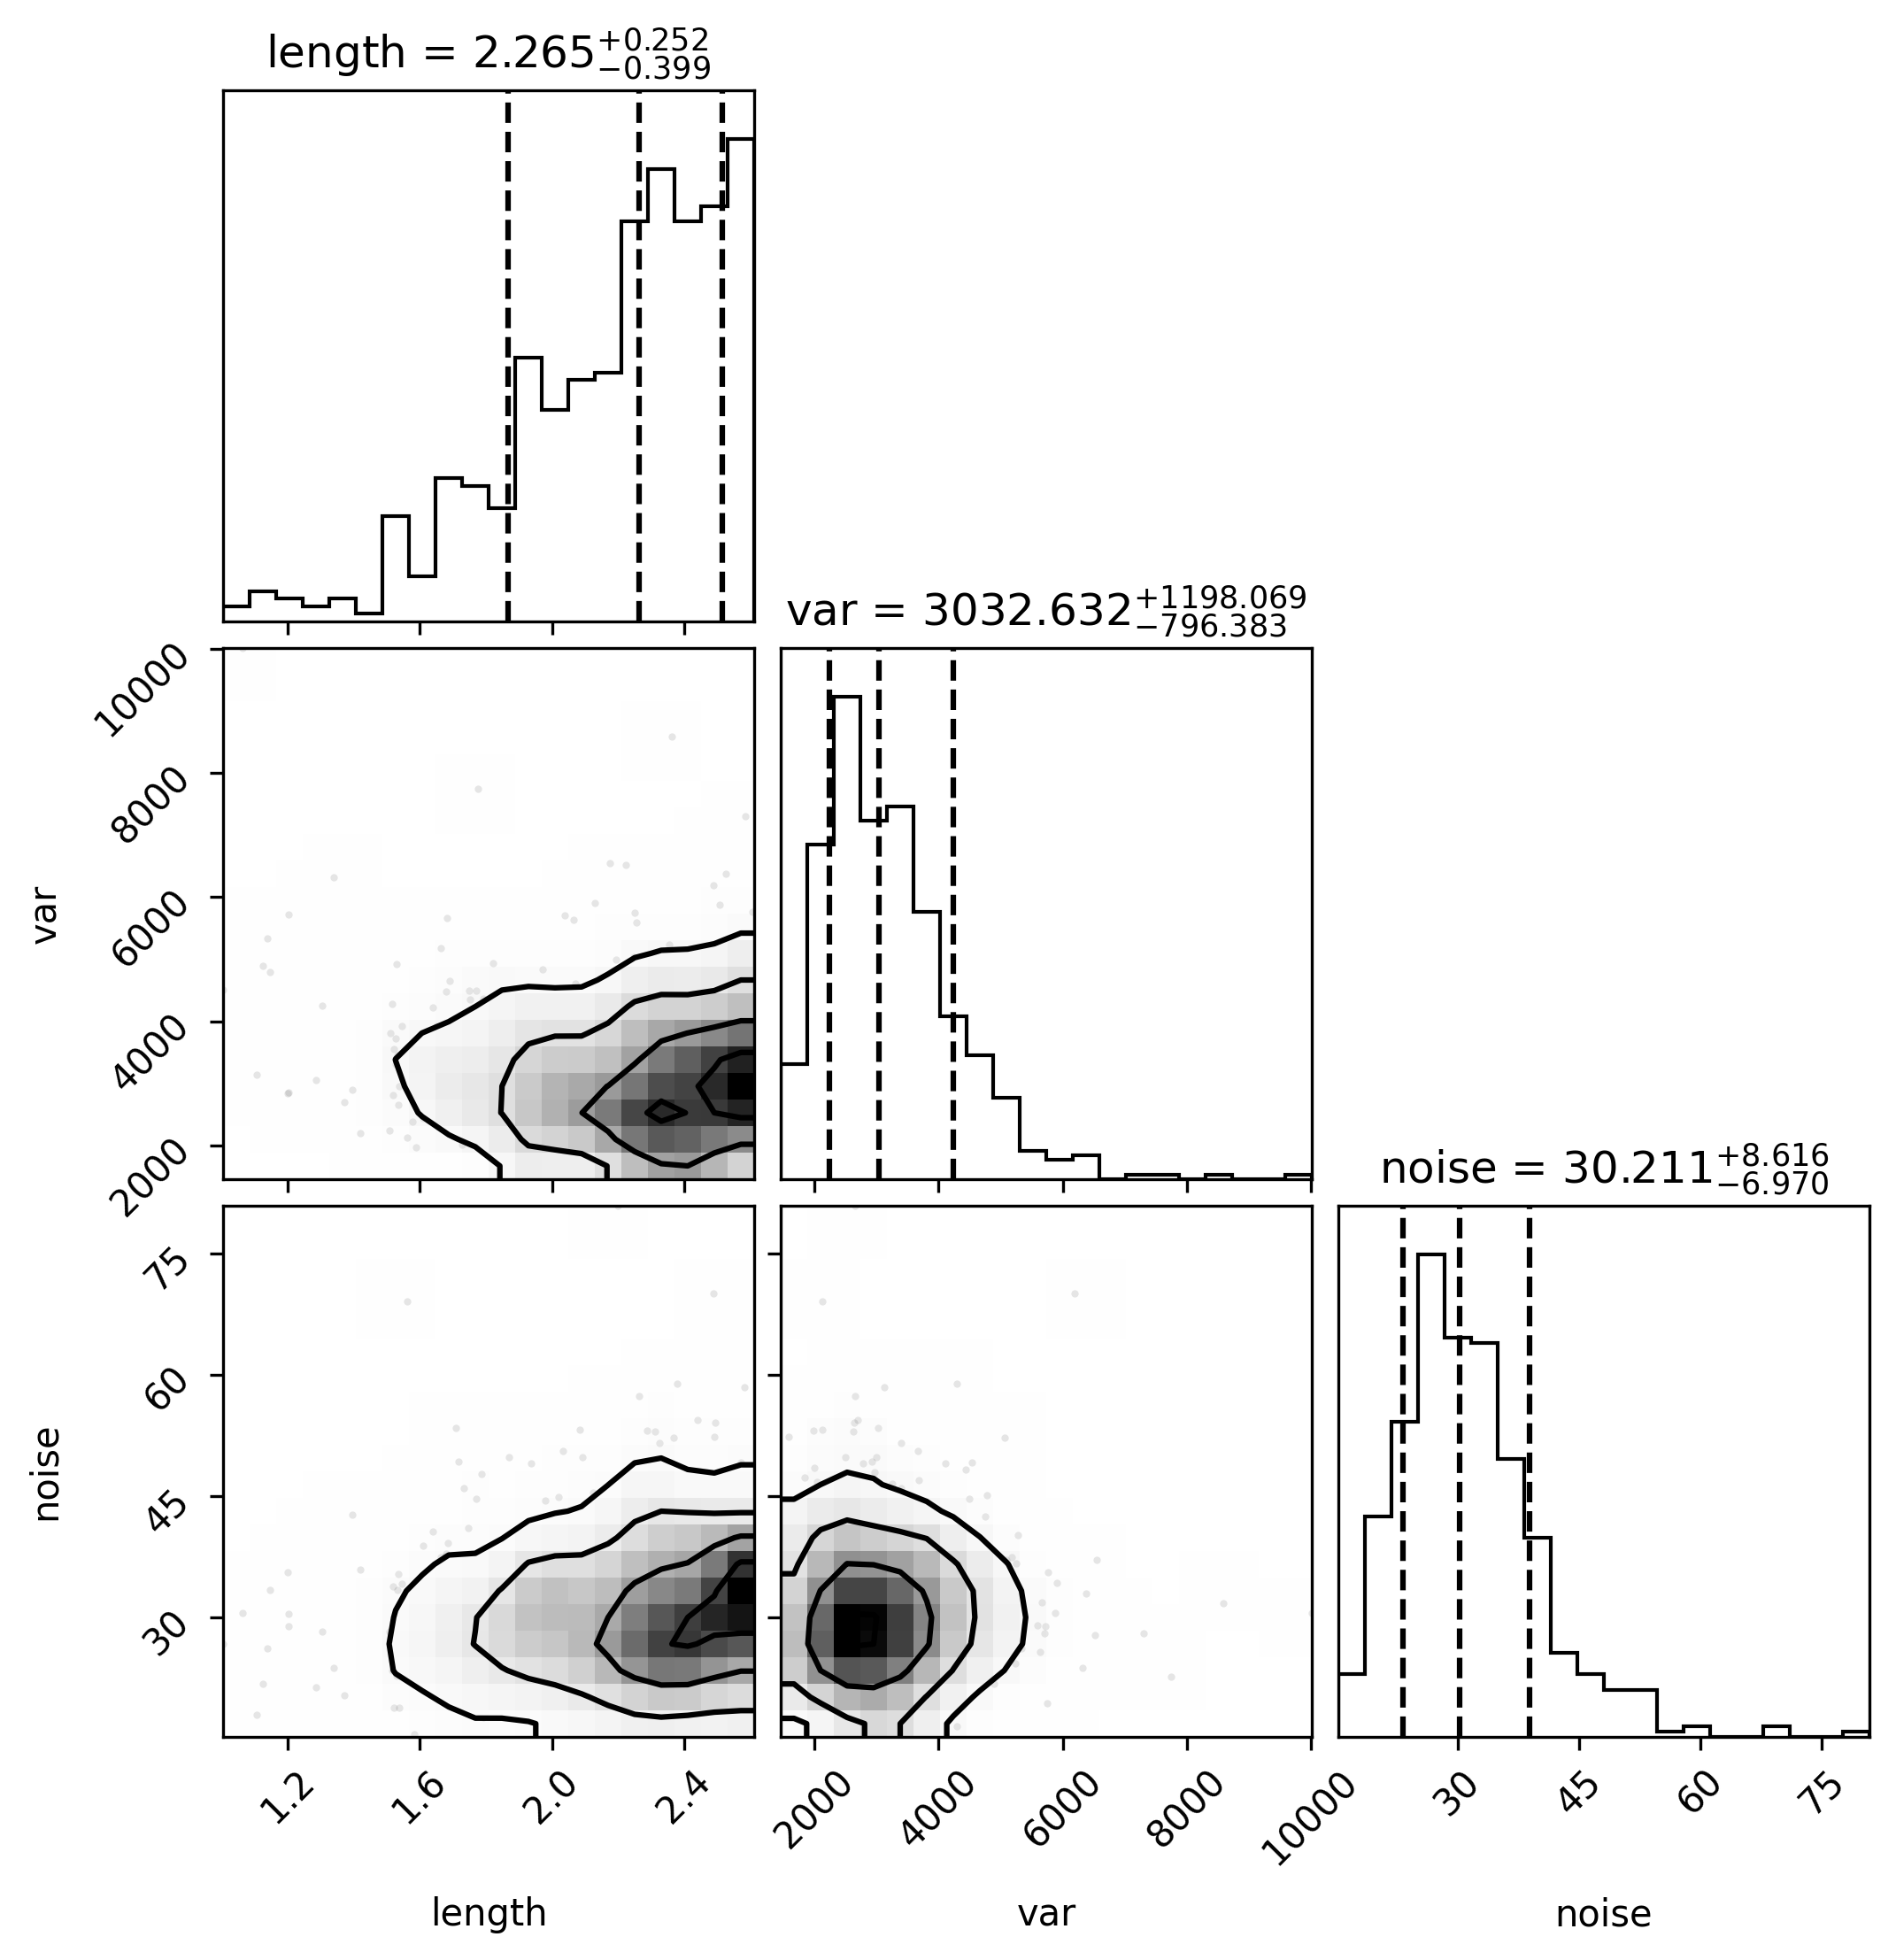 length = 2.265 +0.252 −0.399
var = 3032.632 +1198.069 −796.383
10000
8000
6000
4000
2000
var
noise = 30.211 +8.616 −6.970
75
60
45
30
noise
1.2 1.6 2.0 2.4 2000 4000 6000 8000 10000 30 45 60 75
length var noise